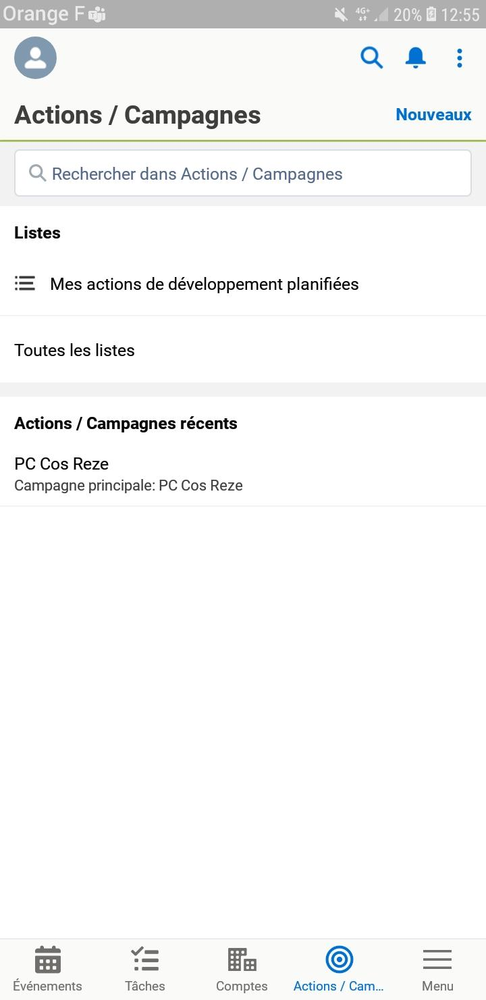 Orange F
4G+ 20% 12:55
Actions / Campagnes
Nouveaux
Rechercher dans Actions / Campagnes
Listes
Mes actions de développement planifiées
Toutes les listes
Actions / Campagnes récents
PC Cos Reze
Campagne principale: PC Cos Reze
Événements
Tâches
Comptes
Actions / Cam...
Menu